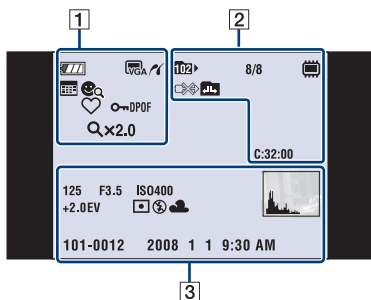 1
2
VGA
102 8/8
DPOF
×2.0
C:32:00
125 F3.5 ISO400
+2.0EV
101-0012 2008 1 1 9:30 AM
3